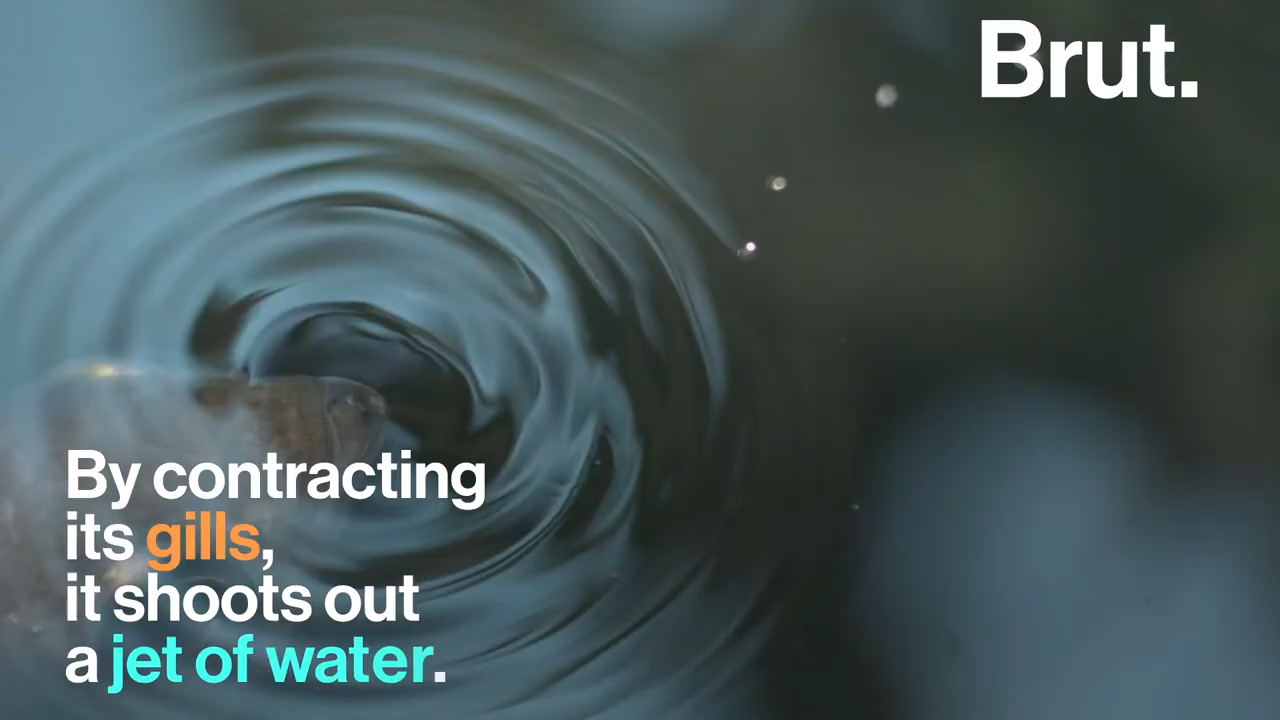 Brut.
By contracting
its gills,
it shoots out
a jet of water.